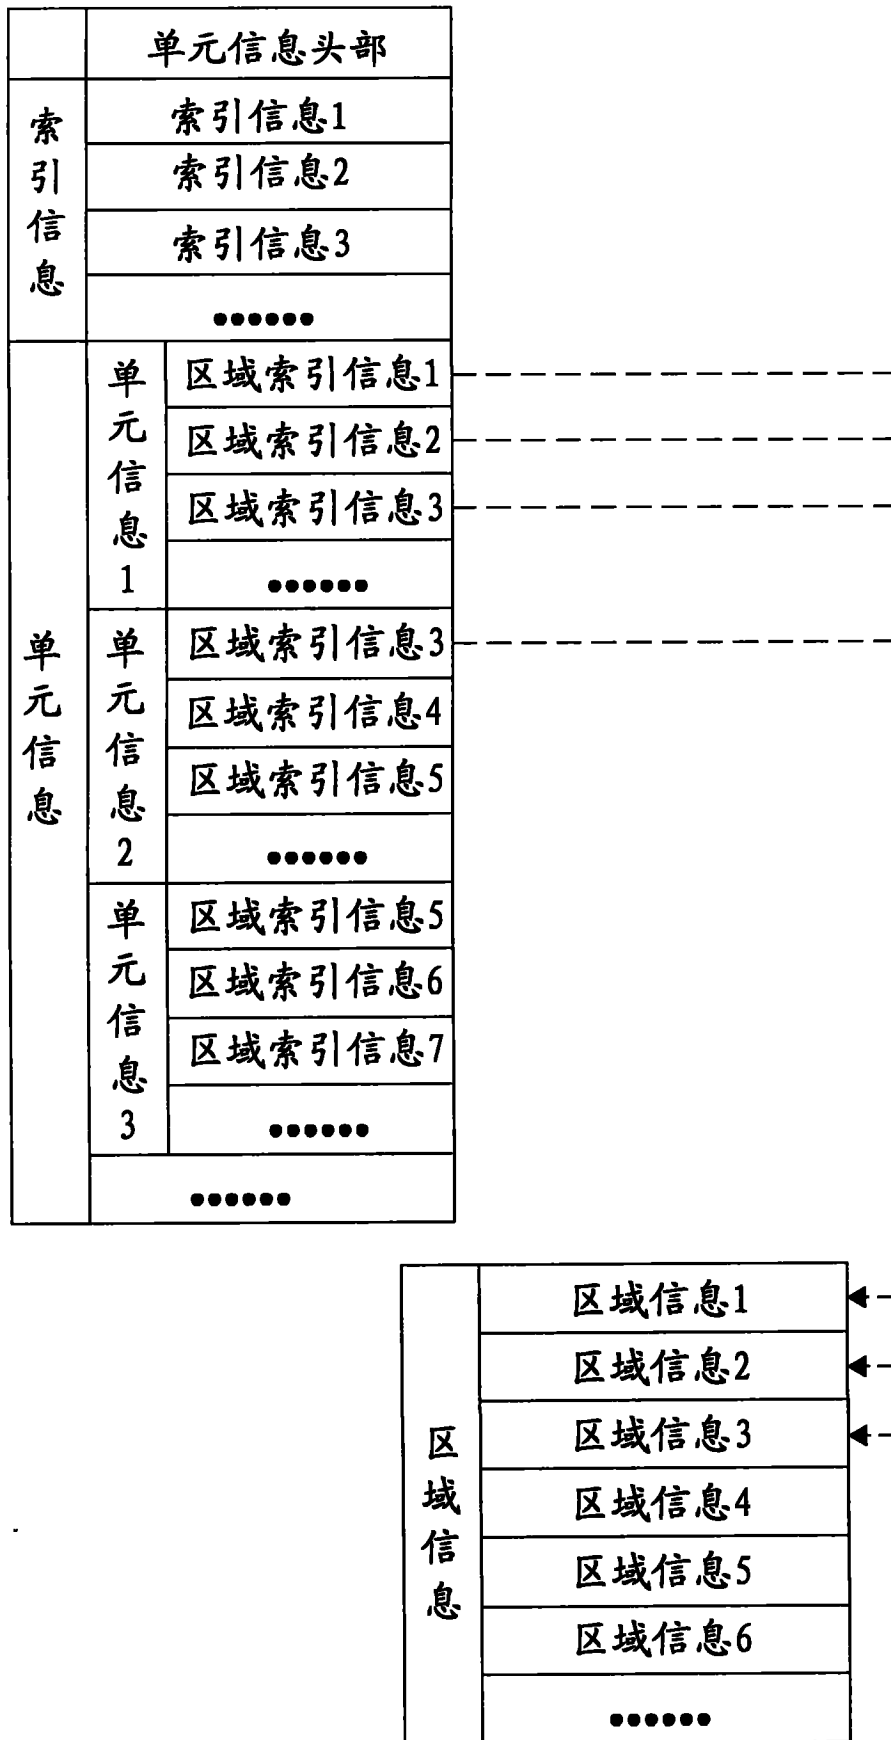 单元信息头部
索引信息
索引信息1
索引信息2
索引信息3
••••••
单元信息
单元信息1
区域索引信息1
区域索引信息2
区域索引信息3
••••••
单元信息2
区域索引信息3
区域索引信息4
区域索引信息5
••••••
单元信息3
区域索引信息5
区域索引信息6
区域索引信息7
••••••
••••••
区域信息
区域信息1
区域信息2
区域信息3
区域信息4
区域信息5
区域信息6
••••••